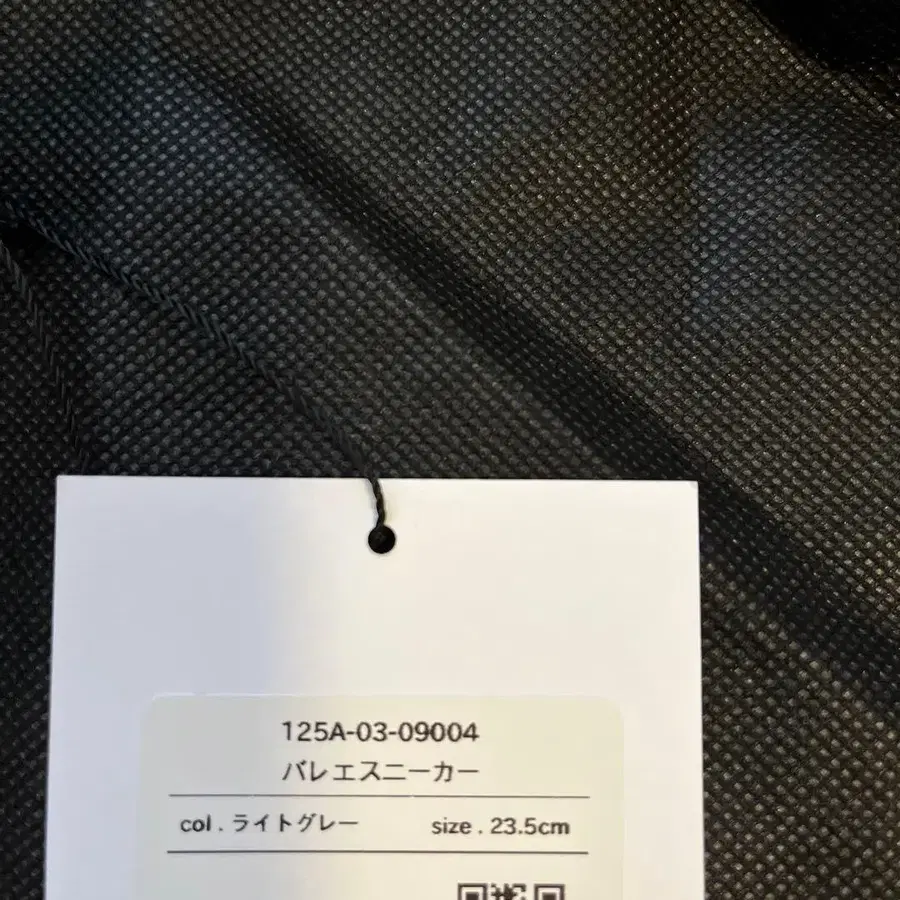 125A-03-09004
バレエスニーカー
col . ライトグレー size . 23.5cm